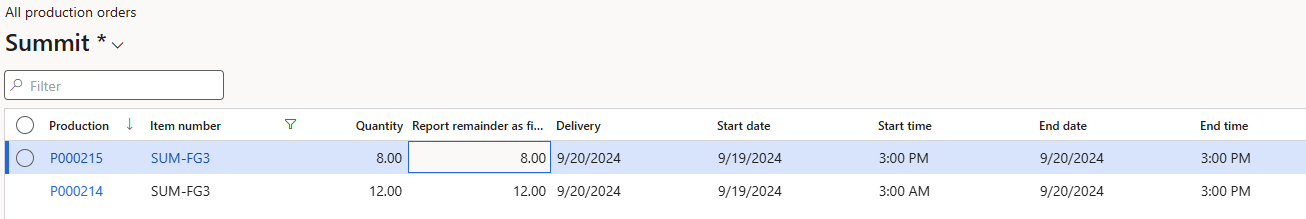 All production orders
Summit *
Filter
Production Item number Quantity Report remainder as fi... Delivery Start date Start time End date End time
P000215 SUM-FG3 8.00 8.00 9/20/2024 9/19/2024 3:00 PM 9/20/2024 3:00 PM
P000214 SUM-FG3 12.00 12.00 9/20/2024 9/19/2024 3:00 AM 9/20/2024 3:00 PM